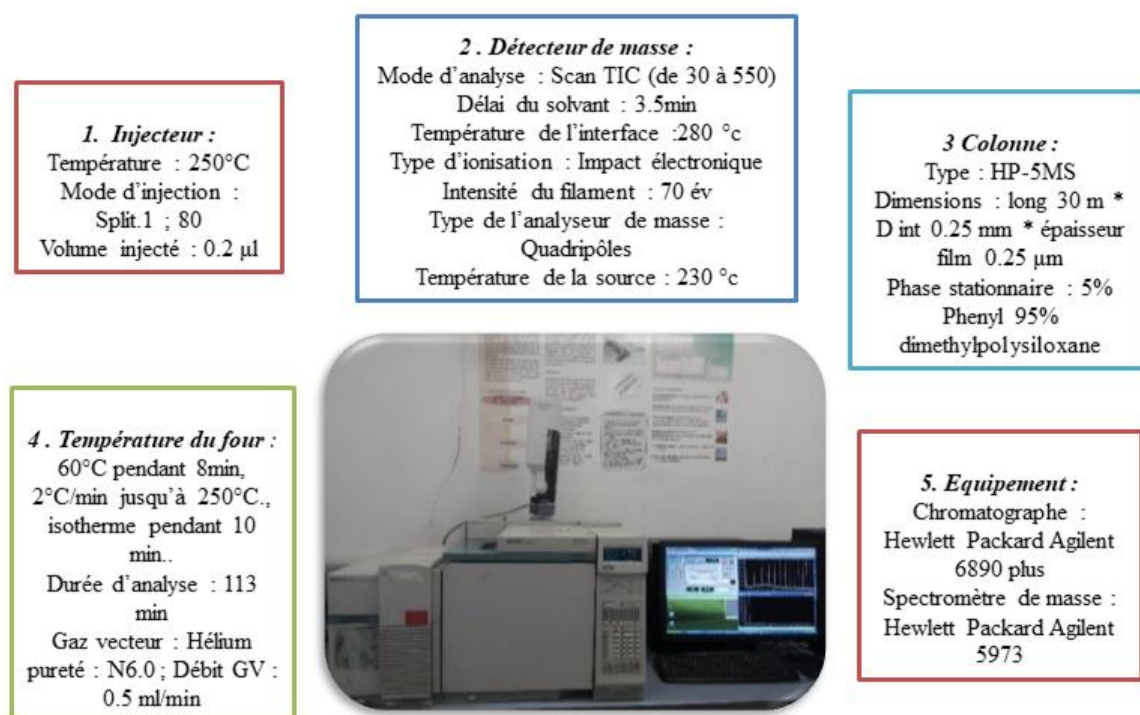 1. Injecteur :
Température : 250°C
Mode d'injection :
Split.1 ; 80
Volume injecté : 0.2 µl
2 . Détecteur de masse :
Mode d'analyse : Scan TIC (de 30 à 550)
Délai du solvant : 3.5min
Température de l'interface :280 °c
Type d'ionisation : Impact électronique
Intensité du filament : 70 év
Type de l'analyseur de masse :
Quadripôles
Température de la source : 230 °c
3 Colonne :
Type : HP-5MS
Dimensions : long 30 m *
D int 0.25 mm * épaisseur
film 0.25 µm
Phase stationnaire : 5%
Phenyl 95%
dimethylpolysiloxane
4 . Température du four :
60°C pendant 8min,
2°C/min jusqu'à 250°C.,
isotherme pendant 10
min..
Durée d'analyse : 113
min
Gaz vecteur : Hélium
pureté : N6.0 ; Débit GV :
0.5 ml/min
5. Equipement :
Chromatographe :
Hewlett Packard Agilent
6890 plus
Spectromètre de masse :
Hewlett Packard Agilent
5973